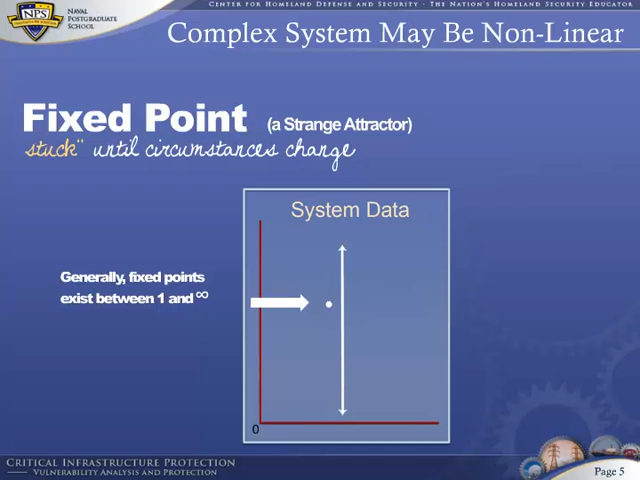 CENTER FOR HOMELAND DEFENSE AND SECURITY · THE NATION'S HOMELAND SECURITY EDUCATOR
NPS
NAVAL
POSTGRADUATE
SCHOOL
Complex System May Be Non-Linear
Fixed Point (a Strange Attractor)
stuck" until circumstances change
System Data
Generally, fixed points
exist between 1 and ∞
0
CRITICAL INFRASTRUCTURE PROTECTION
VULNERABILITY ANALYSIS AND PROTECTION
Page 5